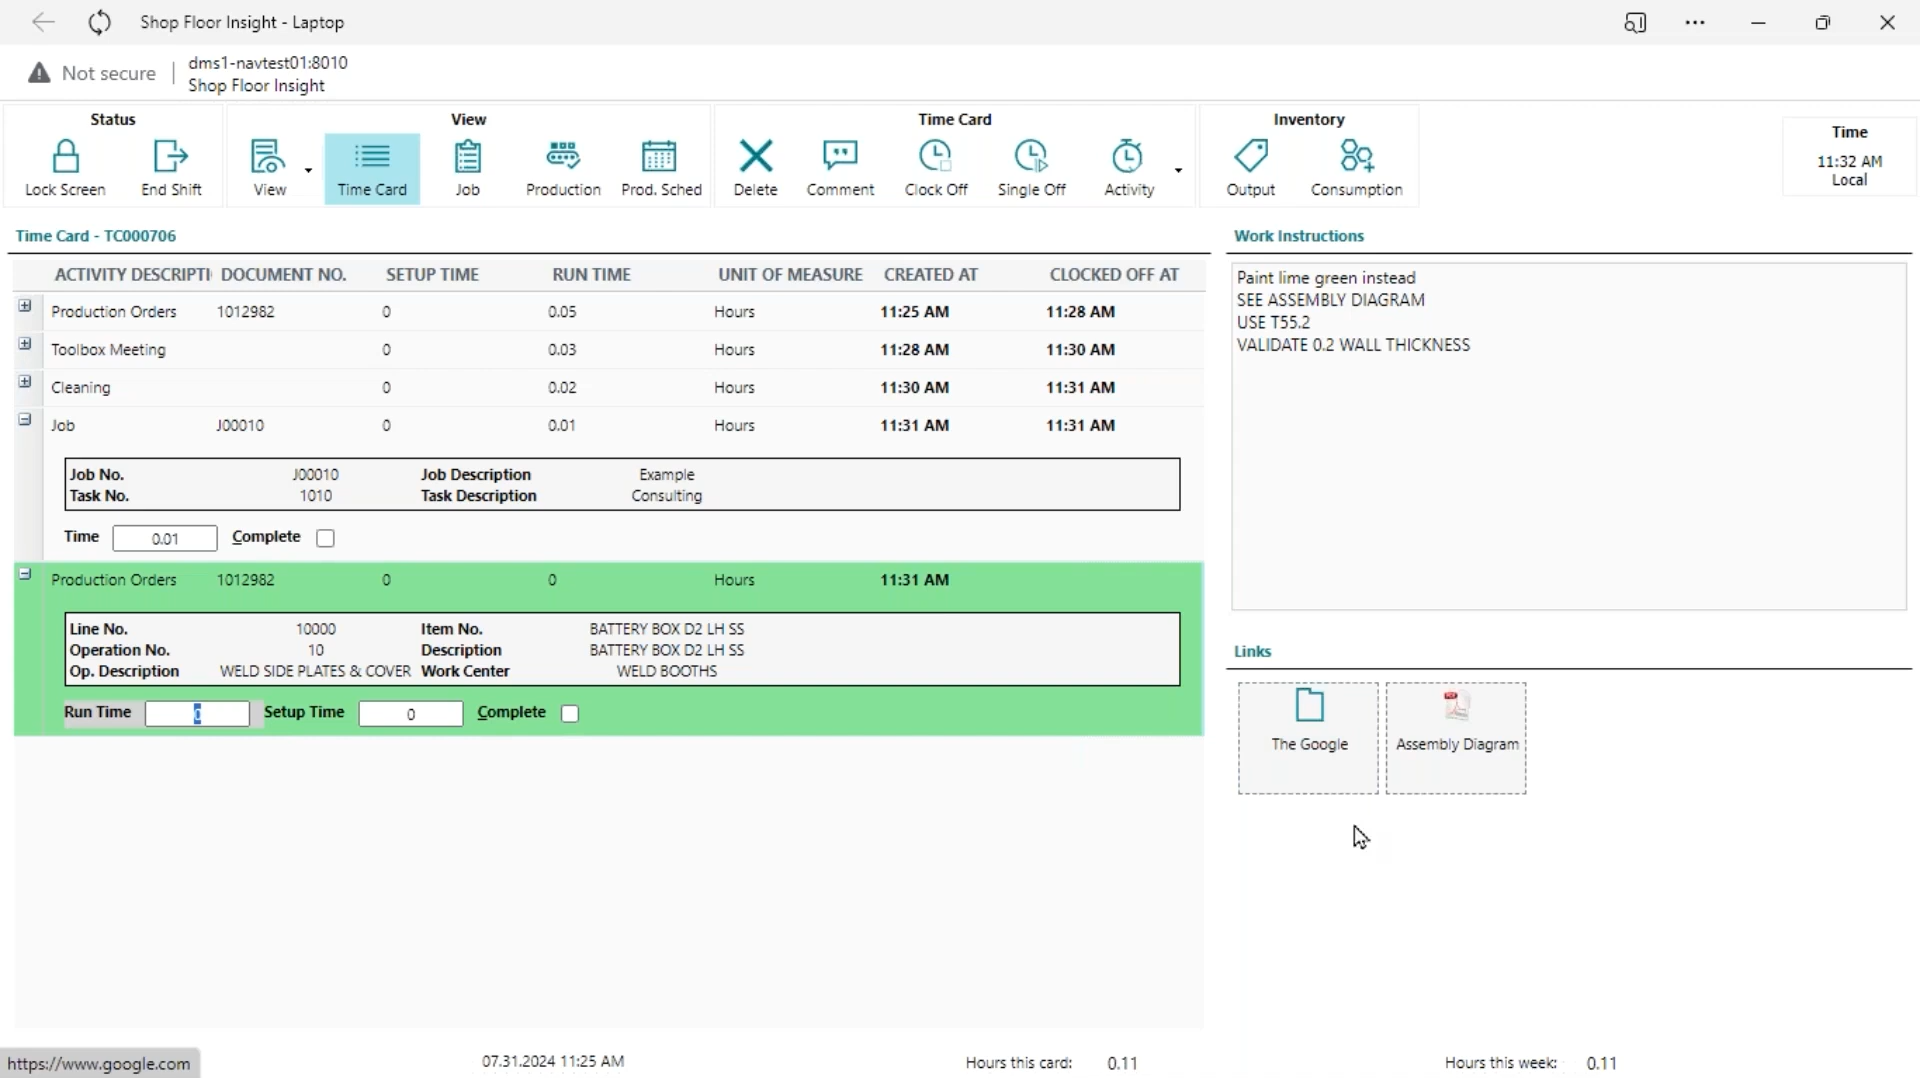 Shop Floor Insight - Laptop
Not secure
dms1-navtest01:8010
Shop Floor Insight
Status
View
Time Card
Inventory
Time
11:32 AM
Local
Lock Screen
End Shift
View
Time Card
Job
Production
Prod. Sched
Delete
Comment
Clock Off
Single Off
Activity
Output
Consumption
Time Card - TC000706
ACTIVITY DESCRIPTI DOCUMENT NO. SETUP TIME RUN TIME UNIT OF MEASURE CREATED AT CLOCKED OFF AT
Production Orders 1012982 0 0.05 Hours 11:25 AM 11:28 AM
Toolbox Meeting 0 0.03 Hours 11:28 AM 11:30 AM
Cleaning 0 0.02 Hours 11:30 AM 11:31 AM
Job J00010 0 0.01 Hours 11:31 AM 11:31 AM
Job No. J00010 Job Description Example
Task No. 1010 Task Description Consulting
Time 0.01 Complete
Production Orders 1012982 0 0 Hours 11:31 AM
Line No. 10000 Item No. BATTERY BOX D2 LH SS
Operation No. 10 Description BATTERY BOX D2 LH SS
Op. Description WELD SIDE PLATES & COVER Work Center WELD BOOTHS
Run Time 0 Setup Time 0 Complete
Work Instructions
Paint lime green instead
SEE ASSEMBLY DIAGRAM
USE T55.2
VALIDATE 0.2 WALL THICKNESS
Links
The Google
PDF
Assembly Diagram
https://www.google.com
07.31.2024 11:25 AM
Hours this card: 0.11
Hours this week: 0.11